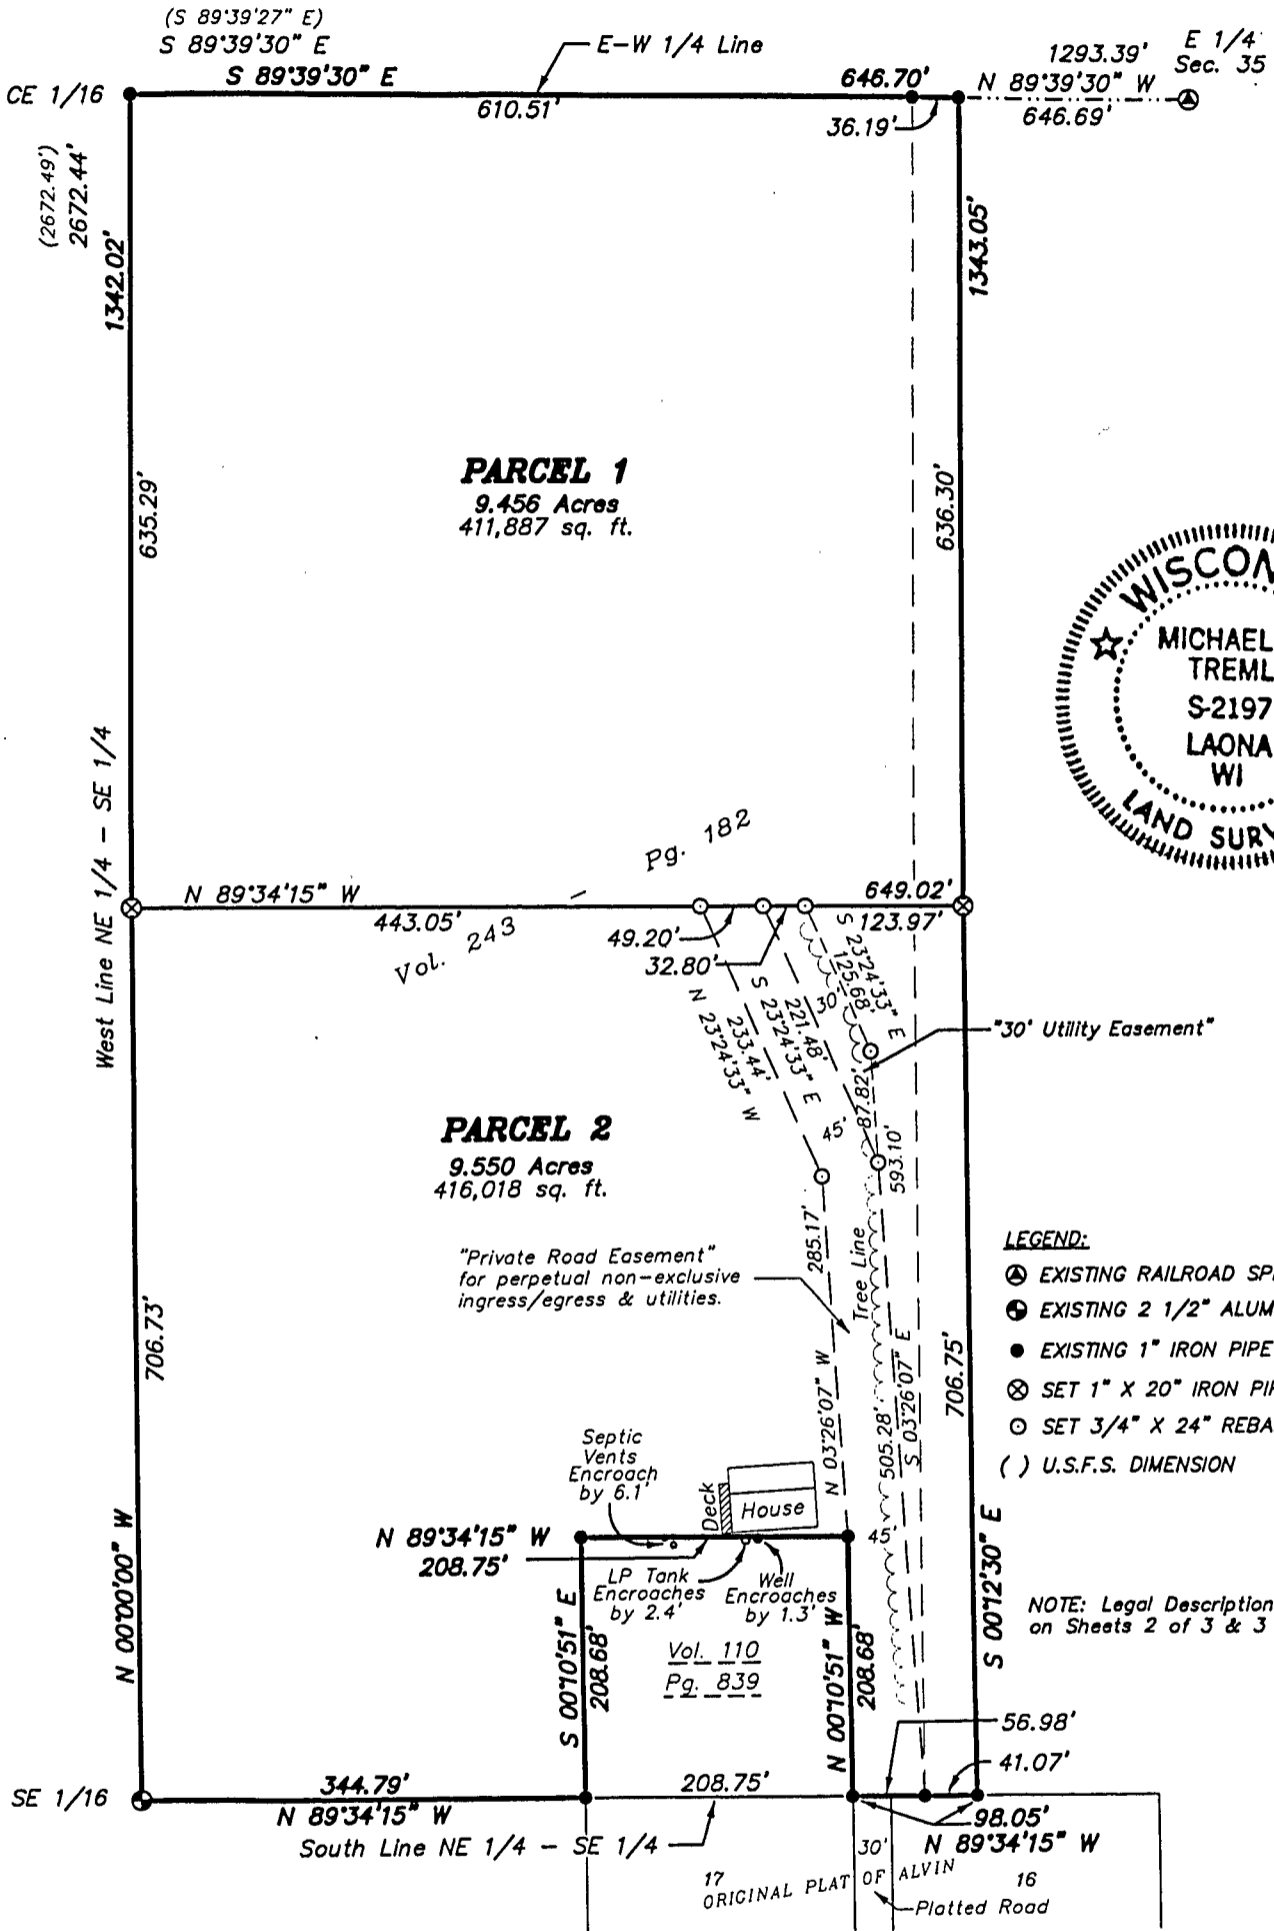 (S 89°39'27" E)
S 89°39'30" E
S 89°39'30" E
E-W 1/4 Line
1293.39'
E 1/4
Sec. 35
CE 1/16
610.51'
646.70'
36.19'
N 89°39'30" W
646.69'
(2672.49')
2672.44'
1342.02'
1343.05'
635.29'
636.30'
PARCEL 1
9.456 Acres
411,887 sq. ft.
WISCON
MICHAEL
TREML
S-2197
LAONA
WI
LAND SURV
West Line NE 1/4 - SE 1/4
Vol. 243
Pg. 182
N 89°34'15" W
443.05'
649.02'
123.97'
49.20'
32.80'
S 23°24'33" E
125.68'
30'
S 23°24'33" E
221.48'
N 23°24'33" W
233.44'
"30' Utility Easement"
87.82'
45'
593.10'
PARCEL 2
9.550 Acres
416,018 sq. ft.
285.17'
Tree Line
"Private Road Easement"
for perpetual non-exclusive
ingress/egress & utilities.
706.73'
706.75'
N 03°26'07" W
505.28'
S 03°26'07" E
LEGEND:
EXISTING RAILROAD SP
EXISTING 2 1/2" ALUM
EXISTING 1" IRON PIPE
SET 1" X 20" IRON PI
SET 3/4" X 24" REBA
( ) U.S.F.S. DIMENSION
Septic
Vents
Encroach
by 6.1'
Deck
House
N 89°34'15" W
208.75'
45'
LP Tank
Encroaches
by 2.4'
Well
Encroaches
by 1.3'
Vol. 110
Pg. 839
N 00°00'00" W
S 00°10'51" E
208.68'
N 00°10'51" W
208.68'
S 00°12'30" E
NOTE: Legal Description
on Sheets 2 of 3 & 3
56.98'
41.07'
SE 1/16
344.79'
N 89°34'15" W
208.75'
98.05'
N 89°34'15" W
South Line NE 1/4 - SE 1/4
30'
17
ORIGINAL PLAT OF ALVIN
16
Platted Road